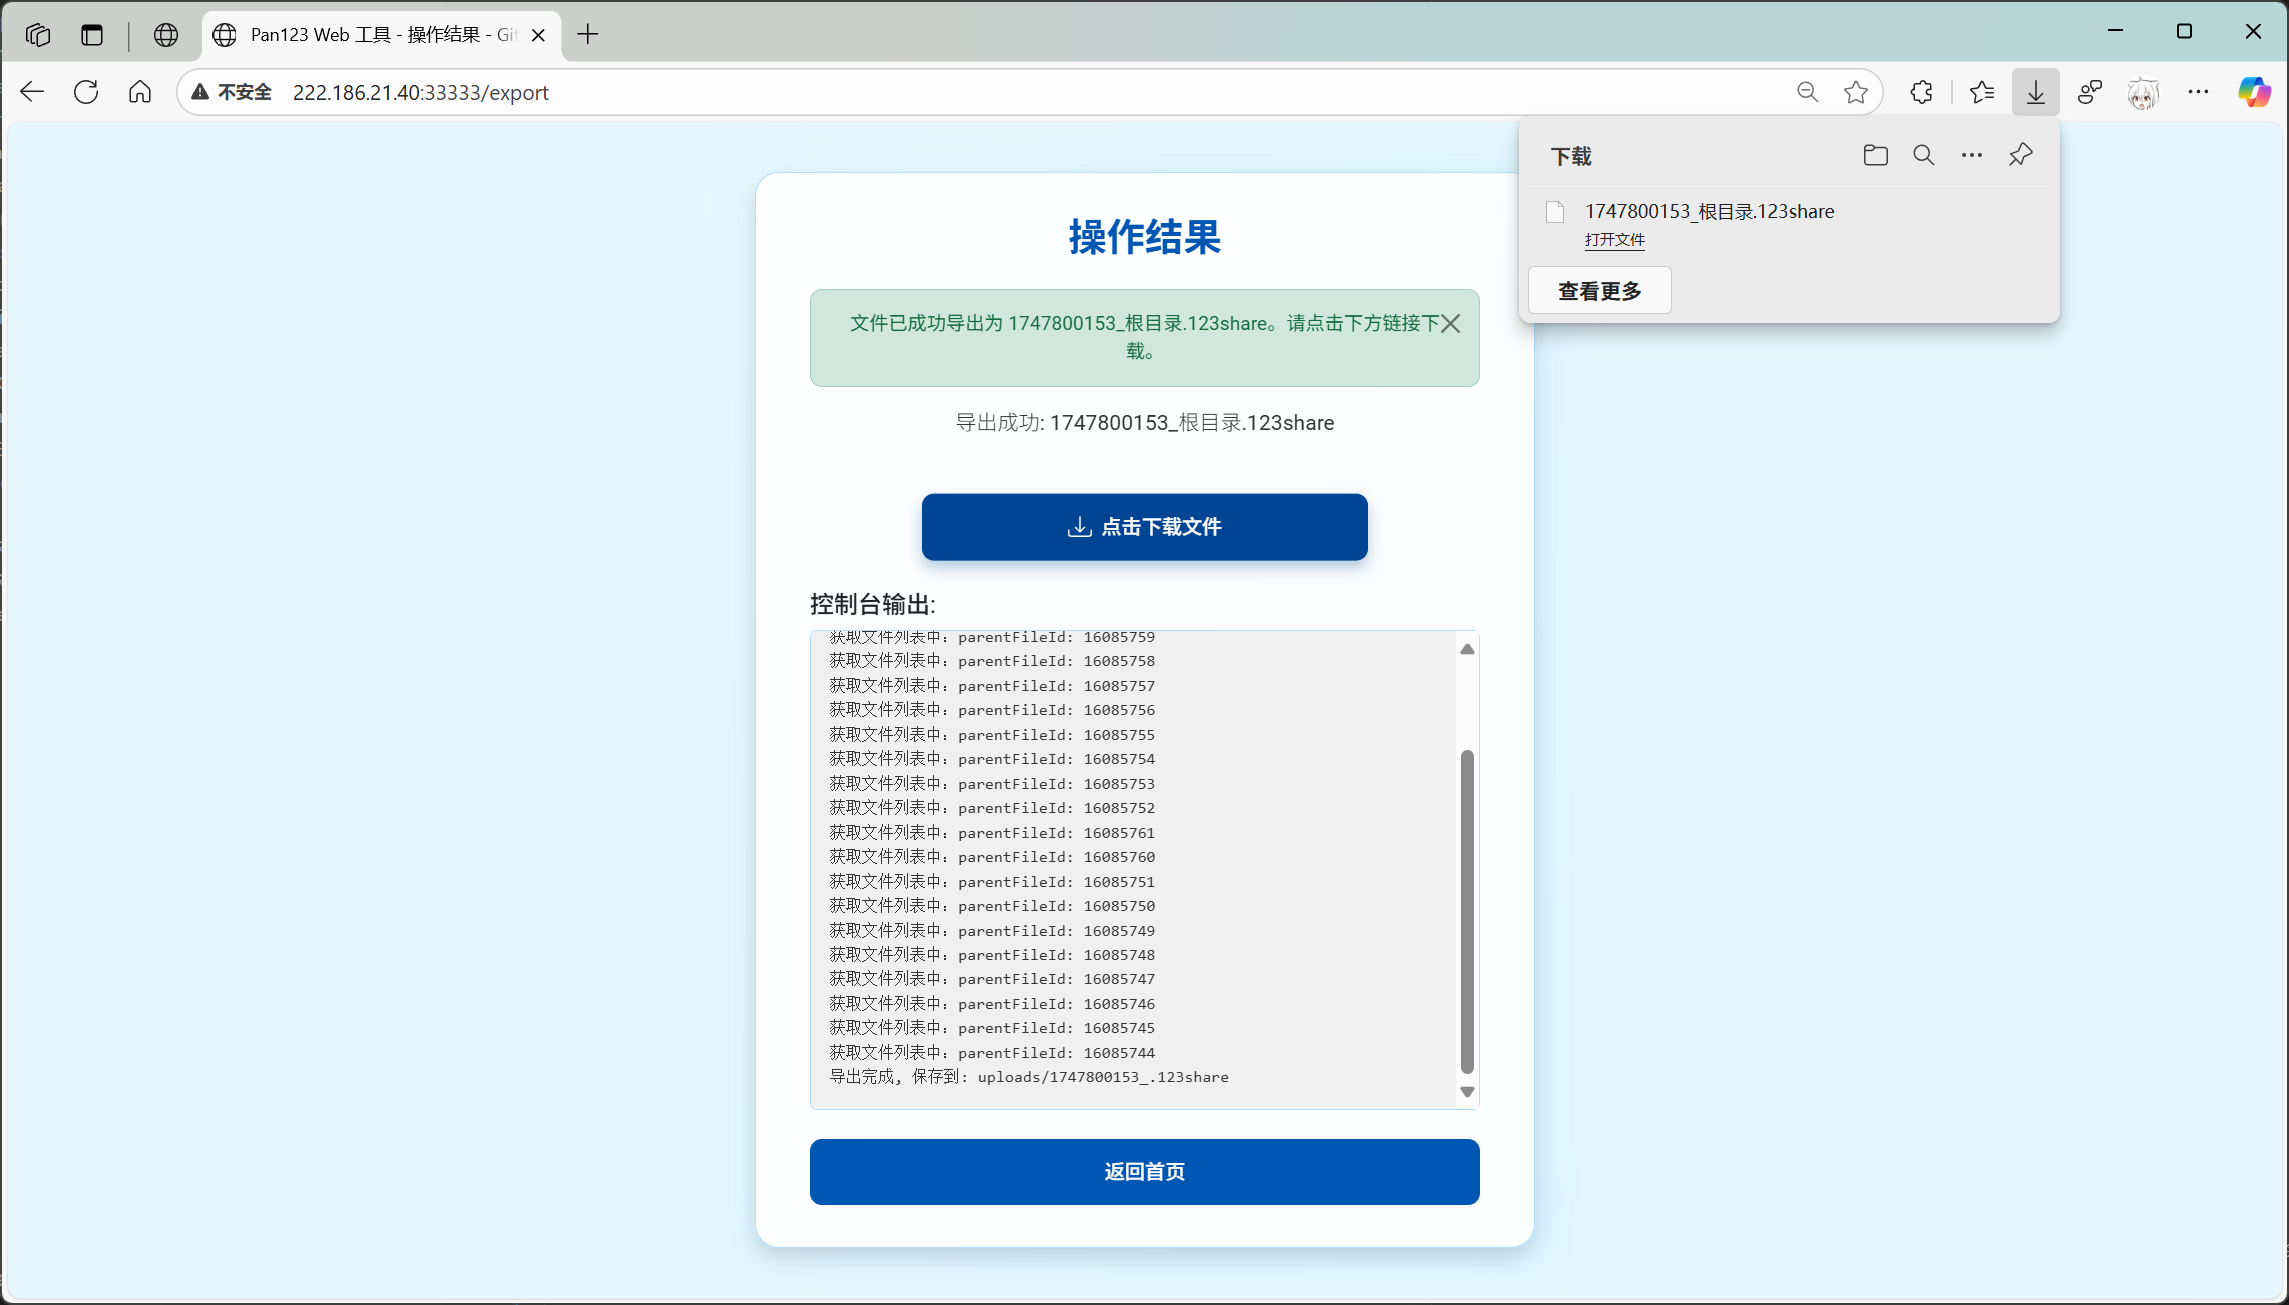 Pan123 Web 工具 - 操作结果 - Git
不安全 222.186.21.40:33333/export
下载
1747800153_根目录.123share
打开文件
查看更多
操作结果
文件已成功导出为 1747800153_根目录.123share。请点击下方链接下
载。
导出成功: 1747800153_根目录.123share
点击下载文件
控制台输出:
获取文件列表中: parentFileId: 16085759
获取文件列表中: parentFileId: 16085758
获取文件列表中: parentFileId: 16085757
获取文件列表中: parentFileId: 16085756
获取文件列表中: parentFileId: 16085755
获取文件列表中: parentFileId: 16085754
获取文件列表中: parentFileId: 16085753
获取文件列表中: parentFileId: 16085752
获取文件列表中: parentFileId: 16085761
获取文件列表中: parentFileId: 16085760
获取文件列表中: parentFileId: 16085751
获取文件列表中: parentFileId: 16085750
获取文件列表中: parentFileId: 16085749
获取文件列表中: parentFileId: 16085748
获取文件列表中: parentFileId: 16085747
获取文件列表中: parentFileId: 16085746
获取文件列表中: parentFileId: 16085745
获取文件列表中: parentFileId: 16085744
导出完成, 保存到: uploads/1747800153_.123share
返回首页